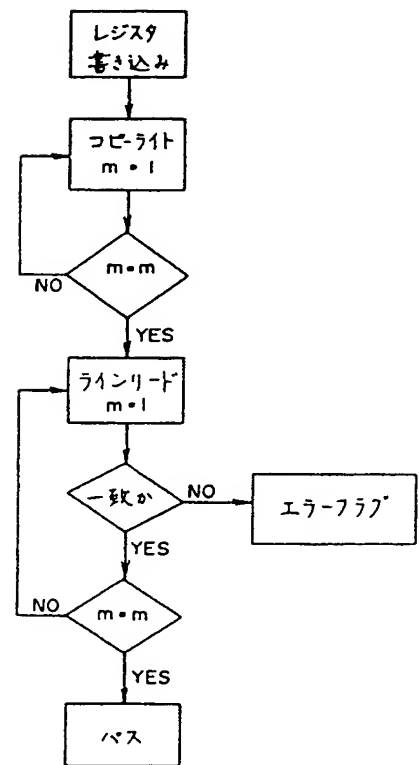 レジスタ
書き込み
コピーライト
m = 1
m = m
NO
YES
ラインリード
m = 1
一致か
NO
エラーフラグ
YES
m = m
NO
YES
パス